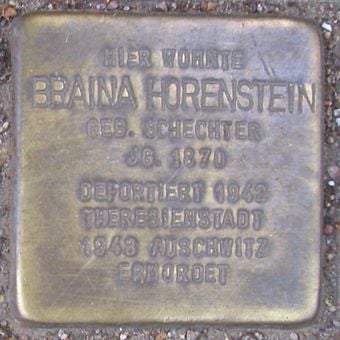 HIER WOHNTE
BRAINA HORENSTEIN
GEB. SCHECHTER
JG. 1870
DEPORTIERT 1942
THERESIENSTADT
1943 AUSCHWITZ
ERMORDET